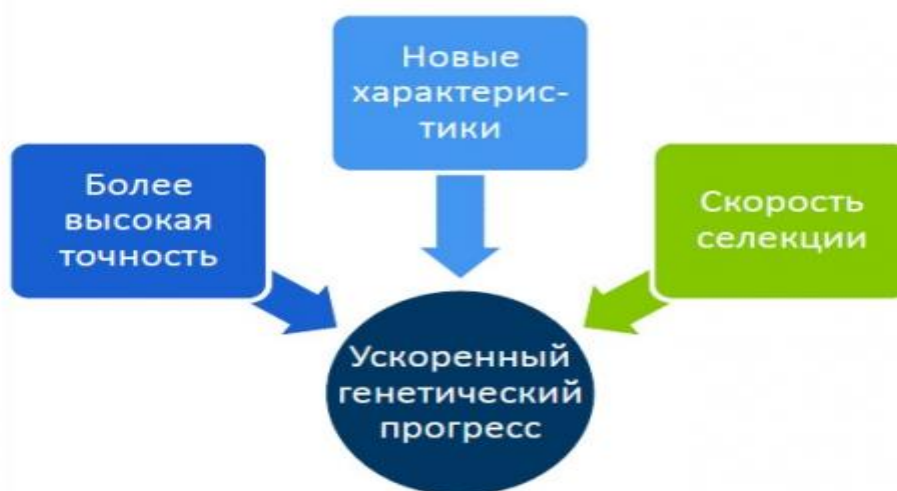 Новые
характерис-
тики
Более
высокая
точность
Скорость
селекции
Ускоренный
генетический
прогресс